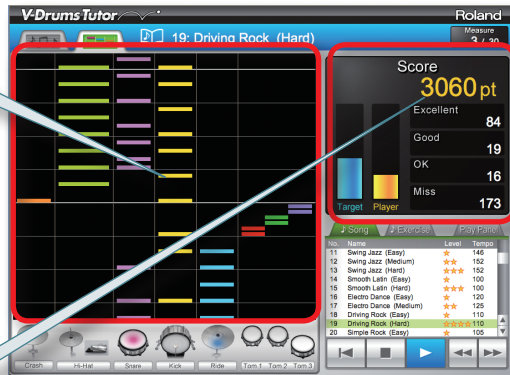 V-Drums Tutor
Roland
19: Driving Rock (Hard)
Measure
3 / 30
Score
3060 pt
Excellent
84
Good
19
OK
16
Miss
173
Target Player
Song Exercise Play Panel
No. Name Level Tempo
11 Swing Jazz (Easy) 146
12 Swing Jazz (Medium) 152
13 Swing Jazz (Hard) 152
14 Smooth Latin (Easy) 100
15 Smooth Latin (Hard) 100
16 Electro Dance (Easy) 120
17 Electro Dance (Medium) 125
18 Driving Rock (Easy) 110
19 Driving Rock (Hard) 110
20 Simple Rock (Easy) 105
Crash Hi-Hat Snare Kick Ride Tom 1 Tom 2 Tom 3